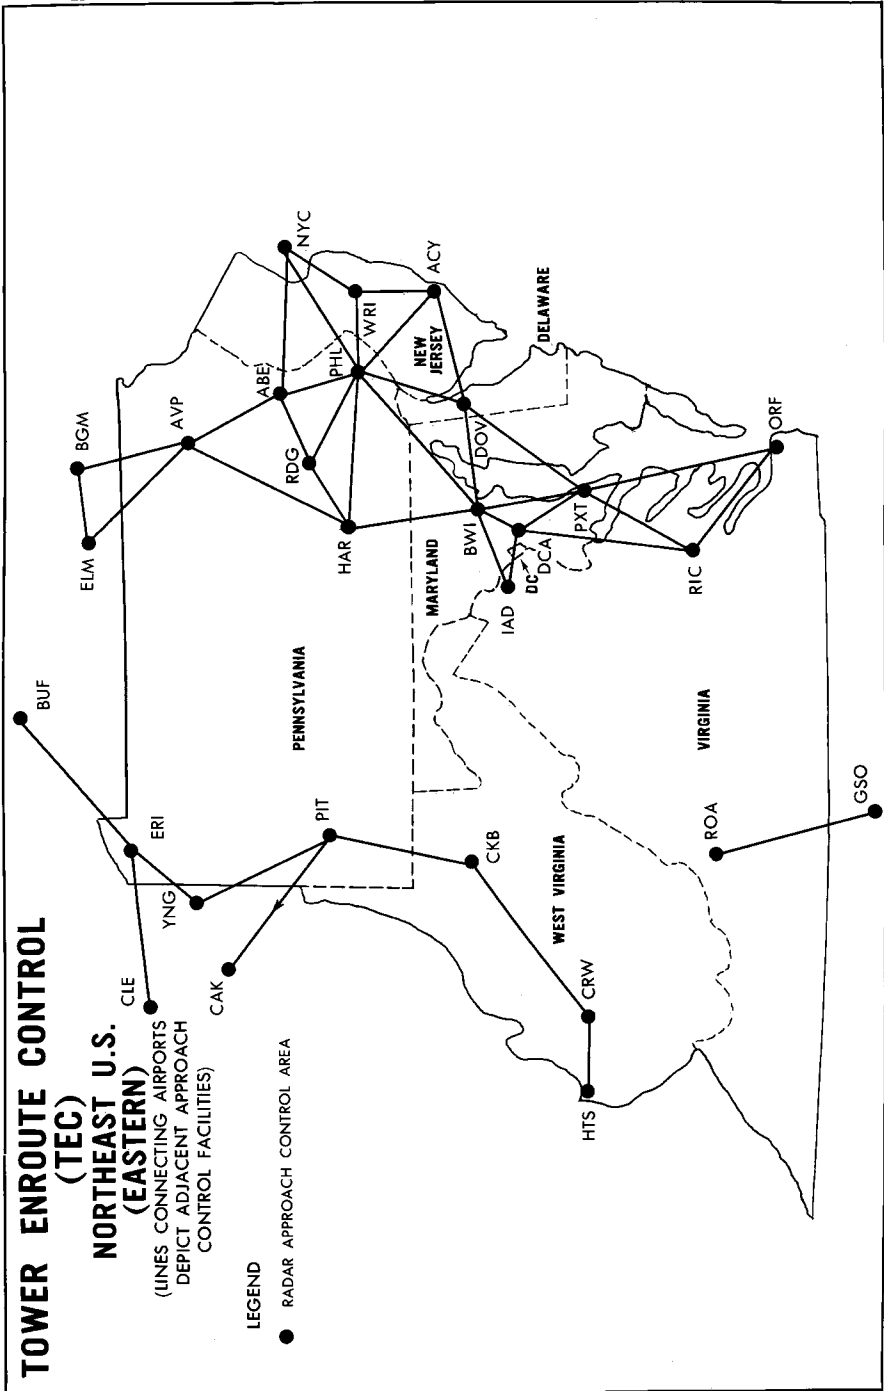 TOWER ENROUTE CONTROL
(TEC)
NORTHEAST U.S.
(EASTERN)
(LINES CONNECTING AIRPORTS
DEPICT ADJACENT APPROACH
CONTROL FACILITIES)
LEGEND
RADAR APPROACH CONTROL AREA
BUF
BGM
ELM
AVP
ERI
CLE
YNG
CAK
PIT
PENNSYLVANIA
ABE
NYC
RDG
PHL
WRI
HAR
ACY
NEW
JERSEY
DELAWARE
DOV
MARYLAND
BWI
IAD
DC
DCA
PXT
CKB
WEST VIRGINIA
CRW
HTS
VIRGINIA
RIC
ORF
ROA
GSO